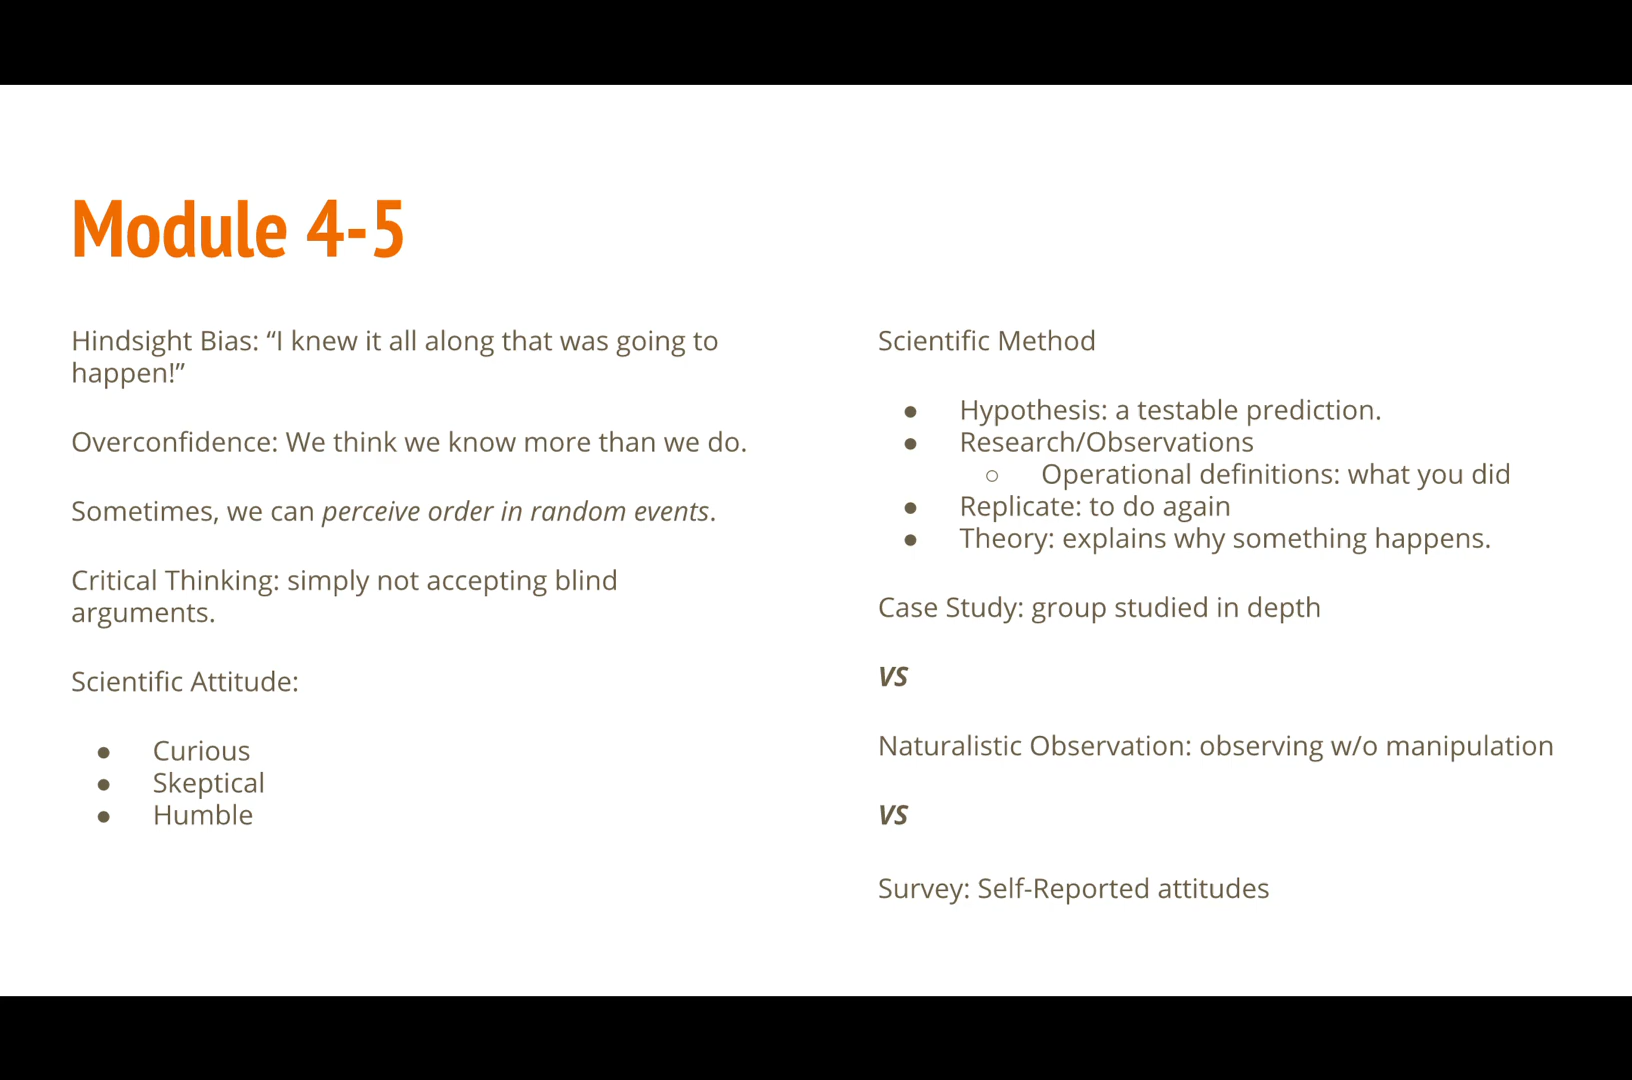 Module 4-5
Hindsight Bias: “I knew it all along that was going to
happen!”
Overconfidence: We think we know more than we do.
Sometimes, we can perceive order in random events.
Critical Thinking: simply not accepting blind
arguments.
Scientific Attitude:
● Curious
● Skeptical
● Humble
Scientific Method
● Hypothesis: a testable prediction.
● Research/Observations
○ Operational definitions: what you did
● Replicate: to do again
● Theory: explains why something happens.
Case Study: group studied in depth
VS
Naturalistic Observation: observing w/o manipulation
VS
Survey: Self-Reported attitudes